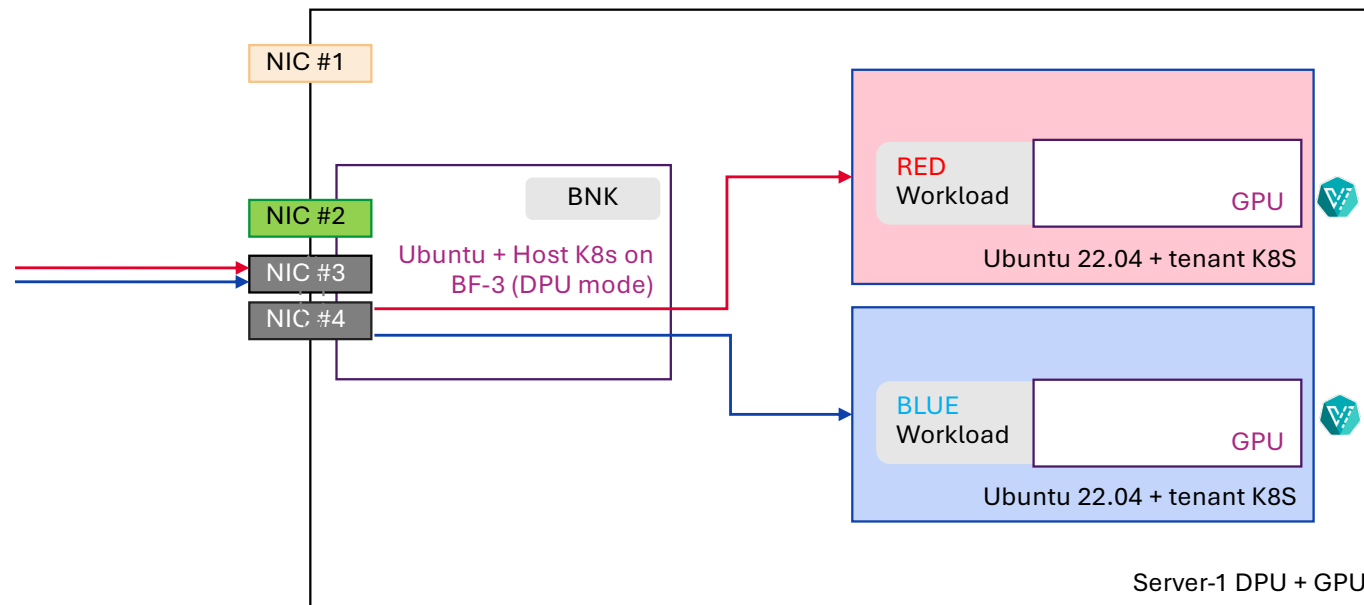 NIC #1
NIC #2
NIC #3
NIC #4
BNK
Ubuntu + Host K8s on
BF-3 (DPU mode)
RED
Workload
GPU
Ubuntu 22.04 + tenant K8S
BLUE
Workload
GPU
Ubuntu 22.04 + tenant K8S
Server-1 DPU + GPU